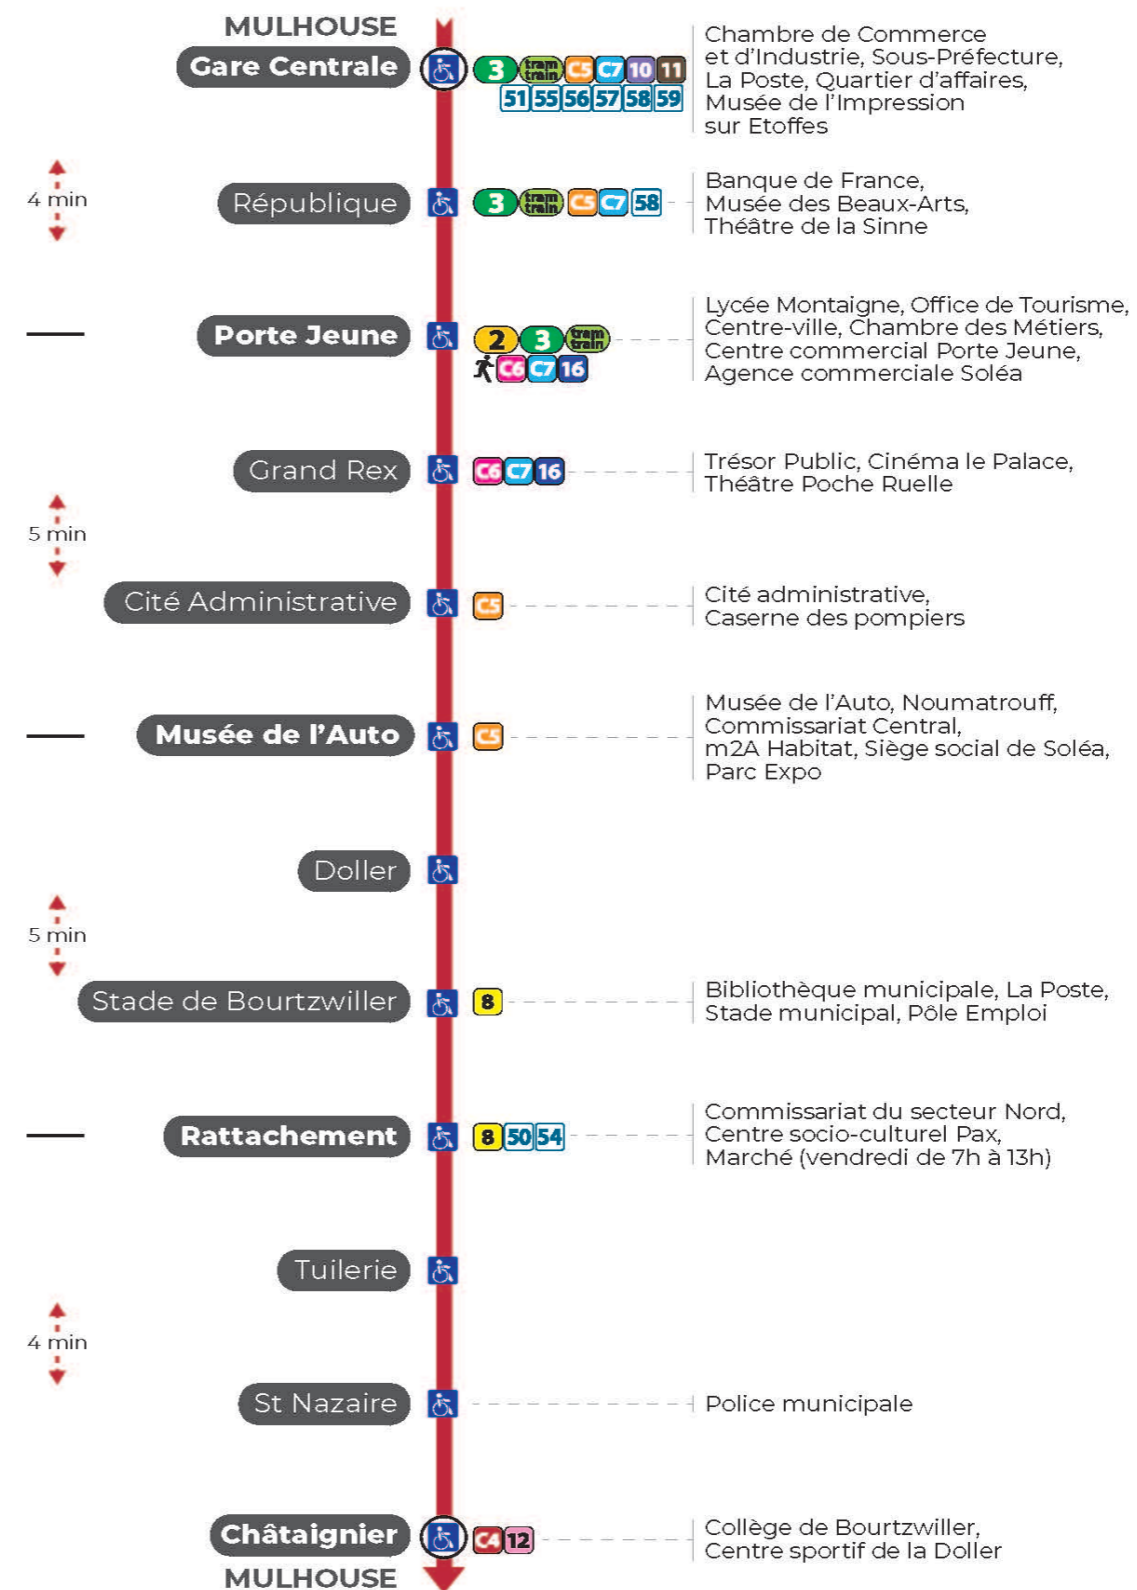 MULHOUSE
Gare Centrale
3 tram train C5 C7 10 11
51 55 56 57 58 59
Chambre de Commerce
et d'Industrie, Sous-Préfecture,
La Poste, Quartier d'affaires,
Musée de l'Impression
sur Etoffes
4 min
République
3 tram train C5 C7 58
Banque de France,
Musée des Beaux-Arts,
Théâtre de la Sinne
Porte Jeune
2 3 tram train
C6 C7 16
Lycée Montaigne, Office de Tourisme,
Centre-ville, Chambre des Métiers,
Centre commercial Porte Jeune,
Agence commerciale Soléa
Grand Rex
C6 C7 16
Trésor Public, Cinéma le Palace,
Théâtre Poche Ruelle
5 min
Cité Administrative
C5
Cité administrative,
Caserne des pompiers
Musée de l'Auto
C5
Musée de l'Auto, Noumatrouff,
Commissariat Central,
m2A Habitat, Siège social de Soléa,
Parc Expo
Doller
5 min
Stade de Bourtzwiller
8
Bibliothèque municipale, La Poste,
Stade municipal, Pôle Emploi
Rattachement
8 50 54
Commissariat du secteur Nord,
Centre socio-culturel Pax,
Marché (vendredi de 7h à 13h)
Tuilerie
4 min
St Nazaire
Police municipale
Châtaignier
C4 12
Collège de Bourtzwiller,
Centre sportif de la Doller
MULHOUSE